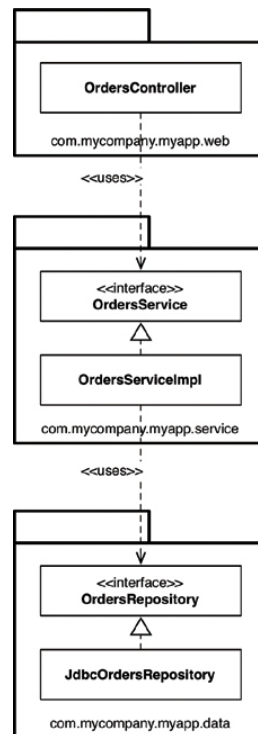 OrdersController
com.mycompany.myapp.web
<<uses>>
<<interface>>
OrdersService
OrdersServiceImpl
com.mycompany.myapp.service
<<uses>>
<<interface>>
OrdersRepository
JdbcOrdersRepository
com.mycompany.myapp.data